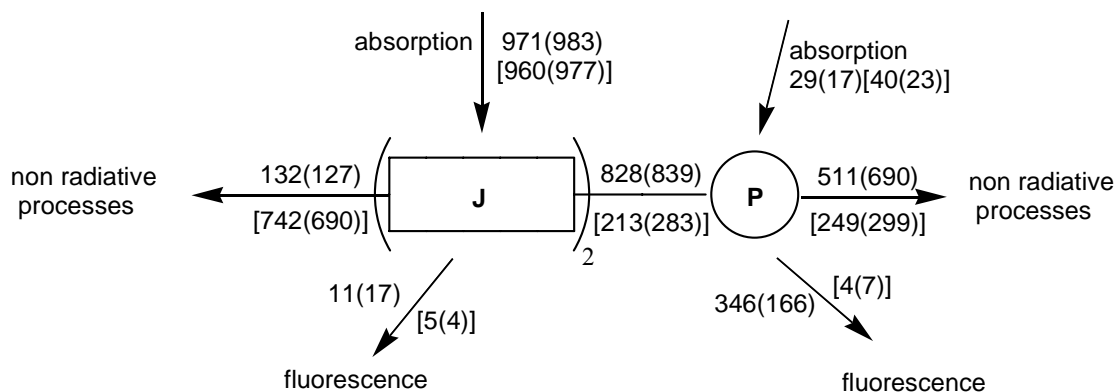 absorption
971(983)
[960(977)]
absorption
29(17)[40(23)]
non radiative
processes
132(127)
[742(690)]
J
2
828(839)
[213(283)]
P
511(690)
[249(299)]
non radiative
processes
11(17)
[5(4)]
fluorescence
346(166)
[4(7)]
fluorescence